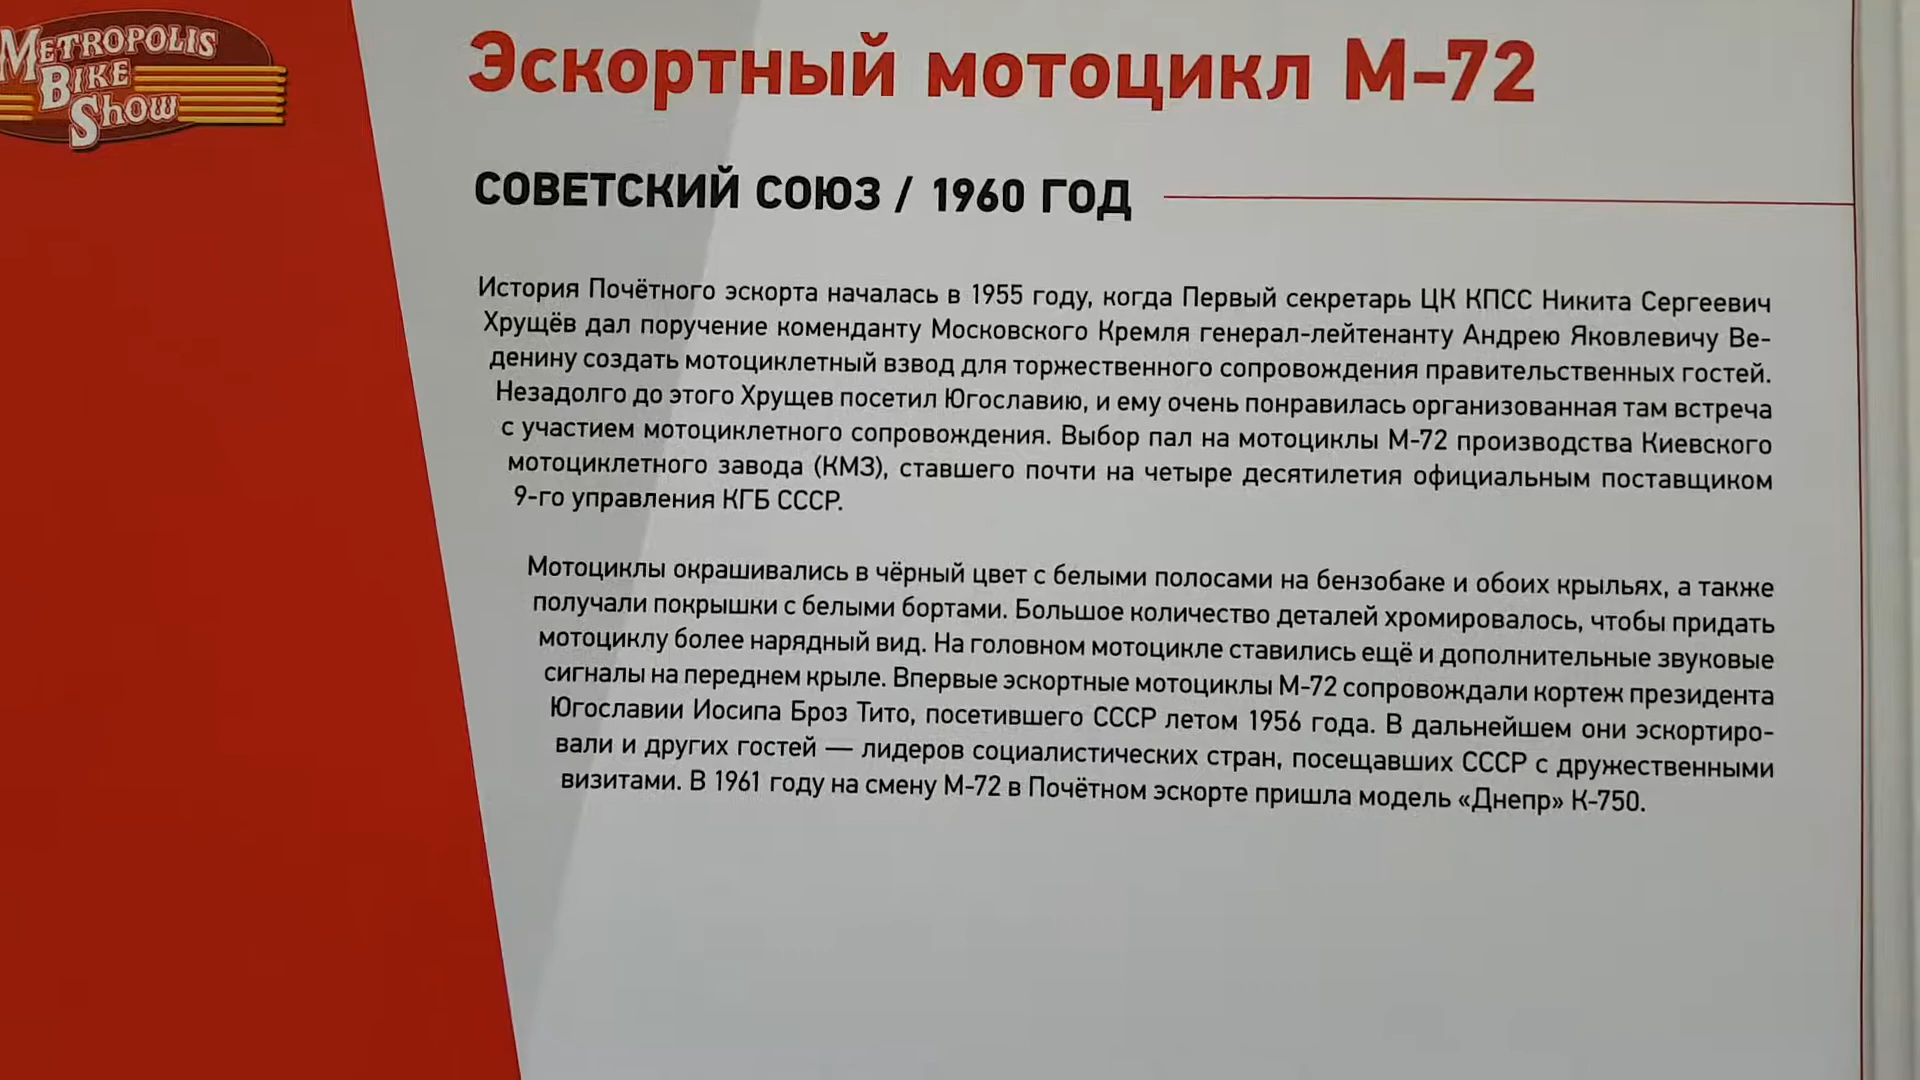 METROPOLIS
BIKE
SHOW
Эскортный мотоцикл М-72
СОВЕТСКИЙ СОЮЗ / 1960 ГОД
История Почётного эскорта началась в 1955 году, когда Первый секретарь ЦК КПСС Никита Сергеевич
Хрущёв дал поручение коменданту Московского Кремля генерал-лейтенанту Андрею Яковлевичу Ве-
денину создать мотоциклетный взвод для торжественного сопровождения правительственных гостей.
Незадолго до этого Хрущев посетил Югославию, и ему очень понравилась организованная там встреча
с участием мотоциклетного сопровождения. Выбор пал на мотоциклы М-72 производства Киевского
мотоциклетного завода (КМЗ), ставшего почти на четыре десятилетия официальным поставщиком
9-го управления КГБ СССР.
Мотоциклы окрашивались в чёрный цвет с белыми полосами на бензобаке и обоих крыльях, а также
получали покрышки с белыми бортами. Большое количество деталей хромировалось, чтобы придать
мотоциклу более нарядный вид. На головном мотоцикле ставились ещё и дополнительные звуковые
сигналы на переднем крыле. Впервые эскортные мотоциклы М-72 сопровождали кортеж президента
Югославии Иосипа Броз Тито, посетившего СССР летом 1956 года. В дальнейшем они эскортиро-
вали и других гостей — лидеров социалистических стран, посещавших СССР с дружественными
визитами. В 1961 году на смену М-72 в Почётном эскорте пришла модель «Днепр» К-750.